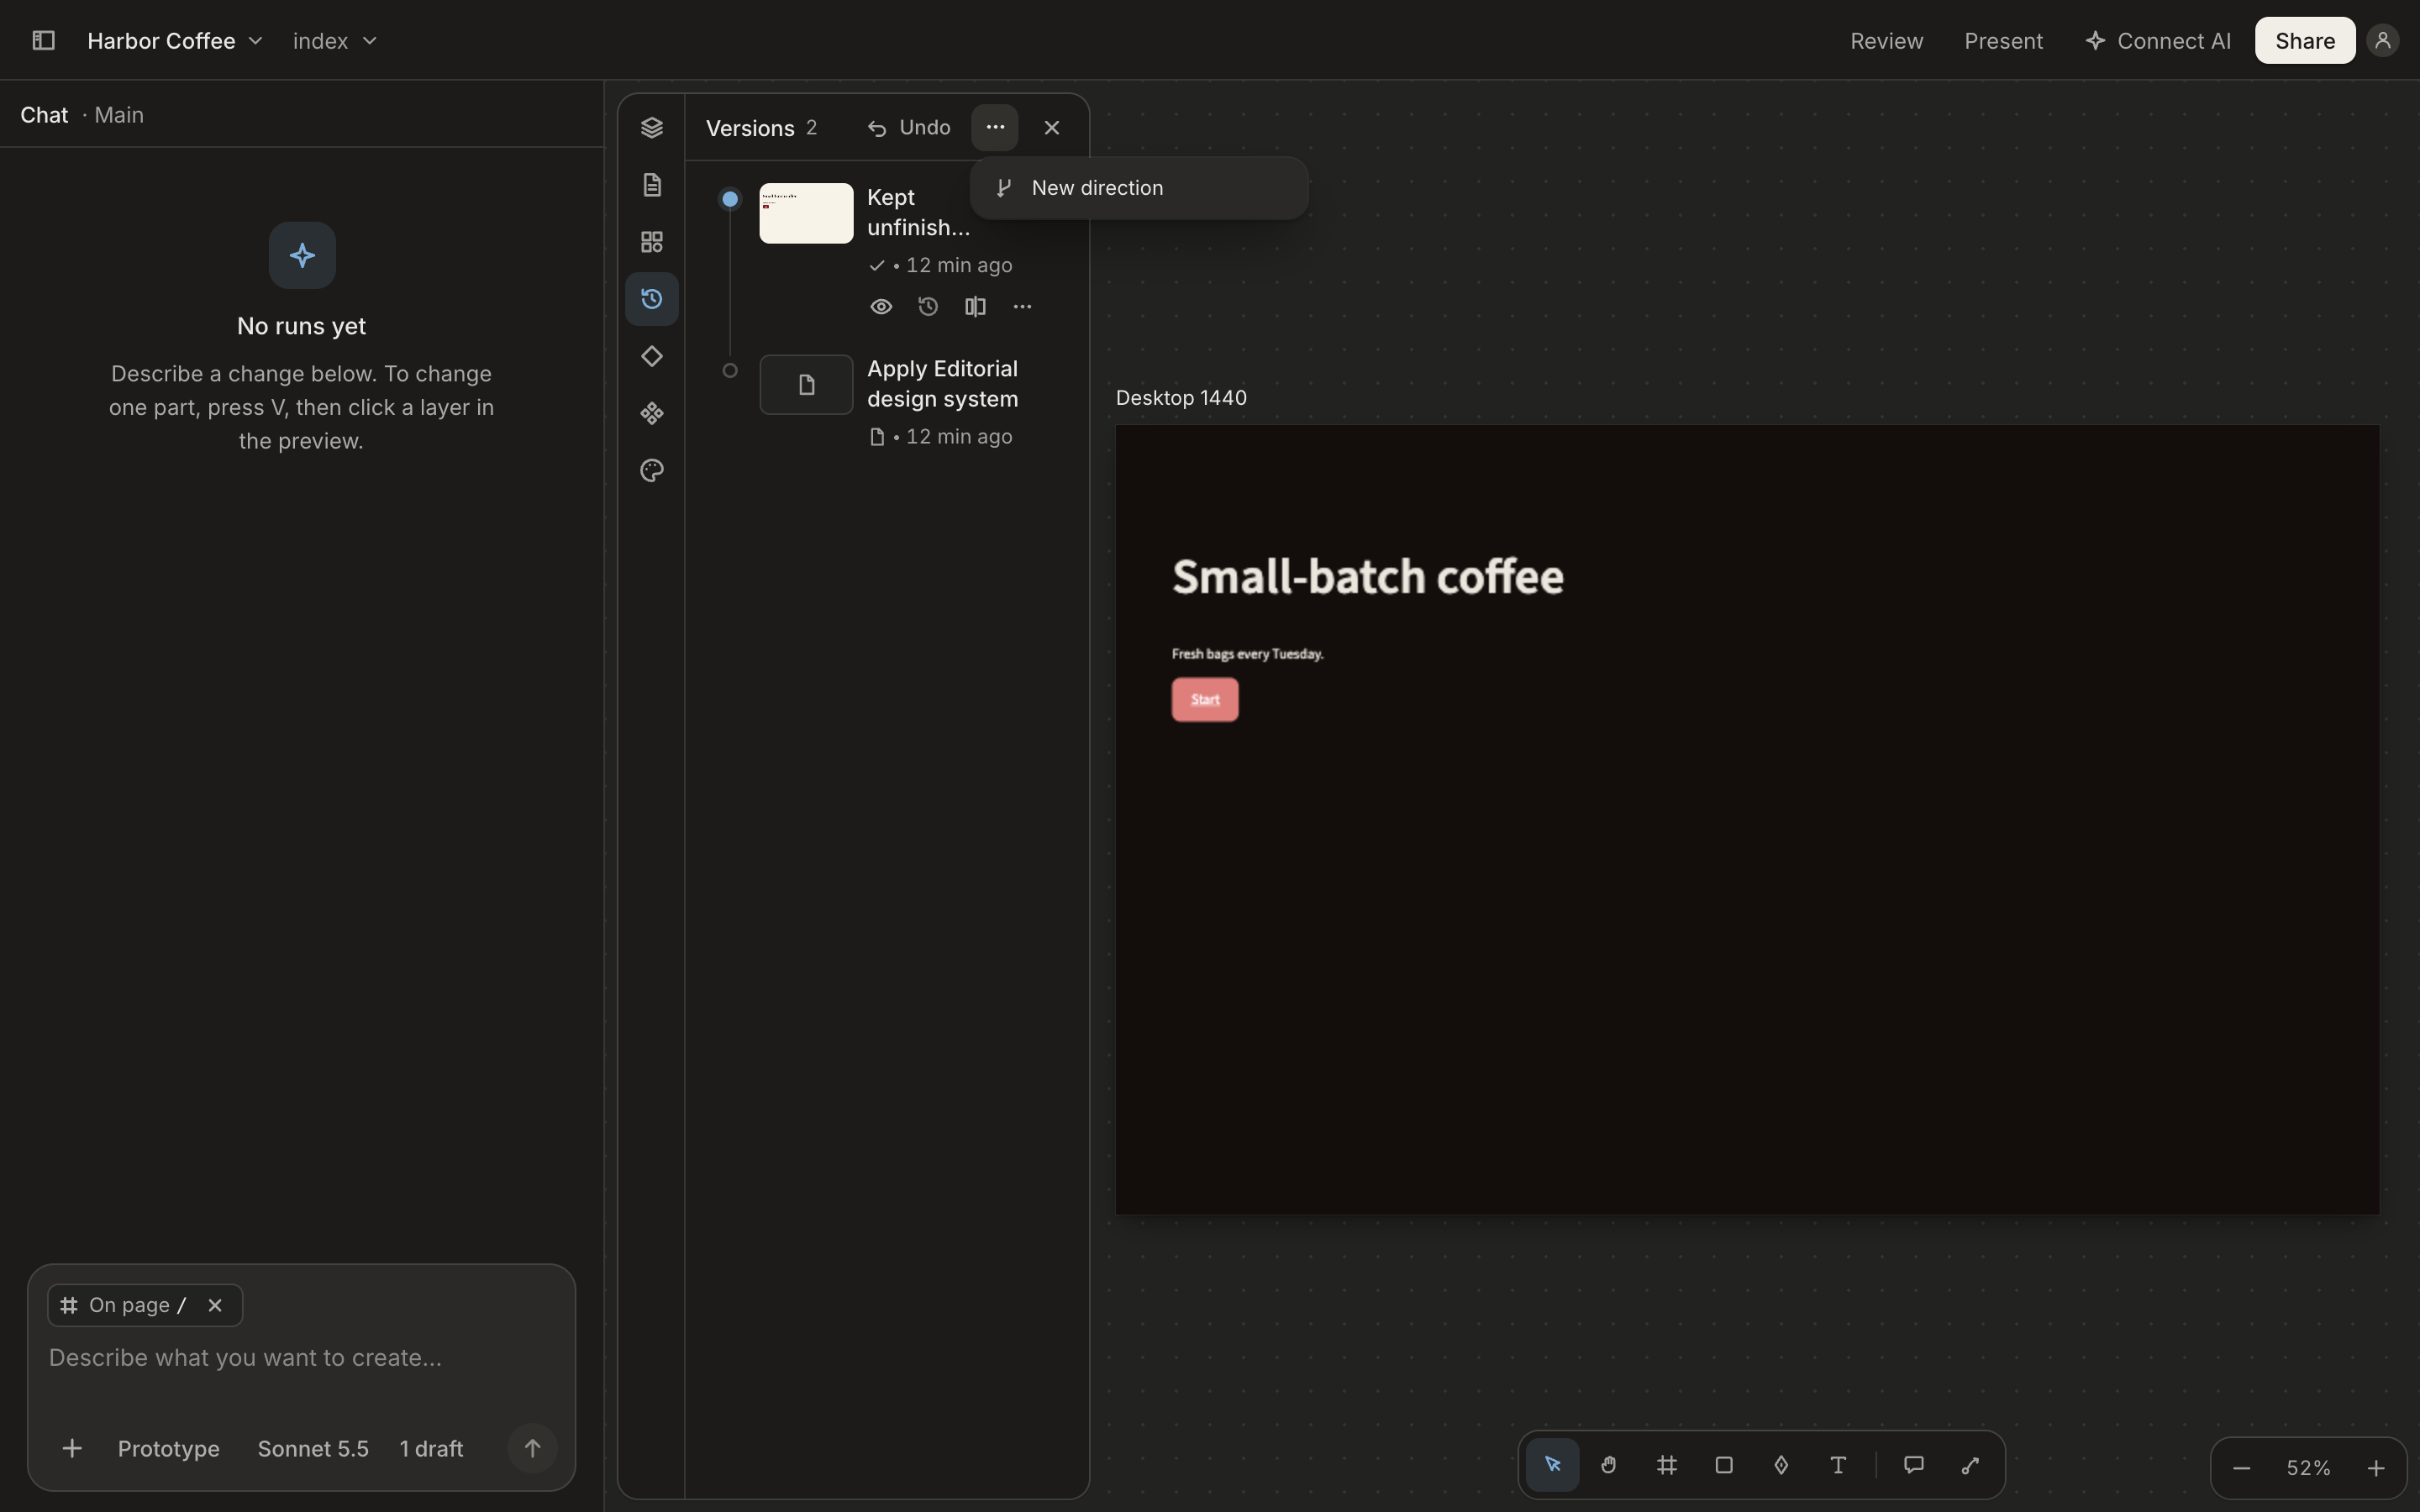 Harbor Coffee
index
Review
Present
Connect AI
Share
Chat · Main
No runs yet
Describe a change below. To change
one part, press V, then click a layer in
the preview.
On page /
Describe what you want to create...
Prototype
Sonnet 5.5
1 draft
Versions 2
Undo
New direction
Kept
unfinish...
• 12 min ago
Apply Editorial
design system
• 12 min ago
Desktop 1440
Small-batch coffee
Fresh bags every Tuesday.
Start
52%